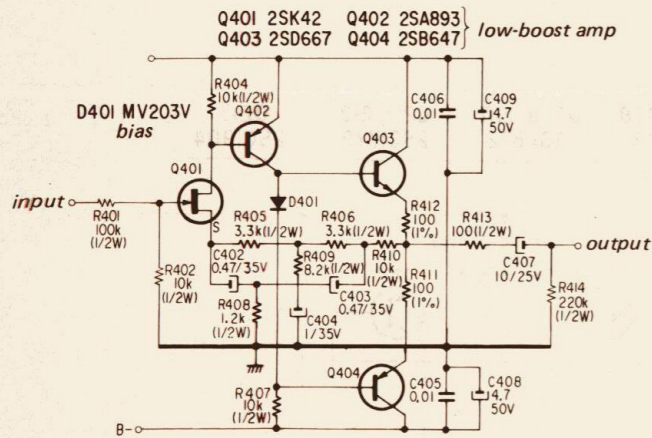 Q401 2SK42 Q402 2SA893
Q403 2SD667 Q404 2SB647
low-boost amp
D401 MV203V
bias
R404
10k(1/2W)
Q402
C406
0,01
C409
4,7
50V
Q403
Q401
D401
input
R401
100k
(1/2W)
S
R405
3.3k(1/2W)
R406
3.3k(1/2W)
R412
100
(1%)
R413
100(1/2W)
output
R402
10k
(1/2W)
C402
0.47/35V
R409
8.2k(1/2W)
R410
10k
(1/2W)
R411
100
(1%)
C407
10/25V
R414
220k
(1/2W)
R408
1.2k
(1/2W)
C404
1/35V
C403
0.47/35V
Q404
C405
0,01
C408
4,7
50V
R407
10k
(1/2W)
B-